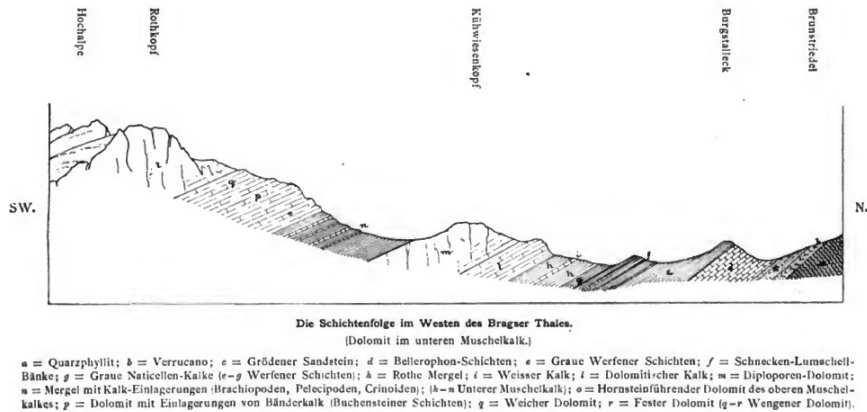 Hochalpe
Rothkopf
Kühwiesenkopf
Burgstalleck
Brunstriedel
SW.
N.
Die Schichtenfolge im Westen des Bragser Thales.
(Dolomit im unteren Muschelkalk.)
a = Quarzphyllit; b = Verrucano; c = Grödener Sandstein; d = Bellerophon-Schichten; e = Graue Werfener Schichten; f = Schnecken-Lumachell-
Bänke; g = Graue Naticellen-Kalke (e–g Werfener Schichten); h = Rothe Mergel; i = Weisser Kalk; l = Dolomitischer Kalk; m = Diploporen-Dolomit;
n = Mergel mit Kalk-Einlagerungen (Brachiopoden, Pelecipoden, Crinoiden); (h–n Unterer Muschelkalk); o = Hornsteinführender Dolomit des oberen Muschel-
kalkes; p = Dolomit mit Einlagerungen von Bänderkalk (Buchensteiner Schichten); q = Weicher Dolomit; r = Fester Dolomit (q–r Wengener Dolomit).